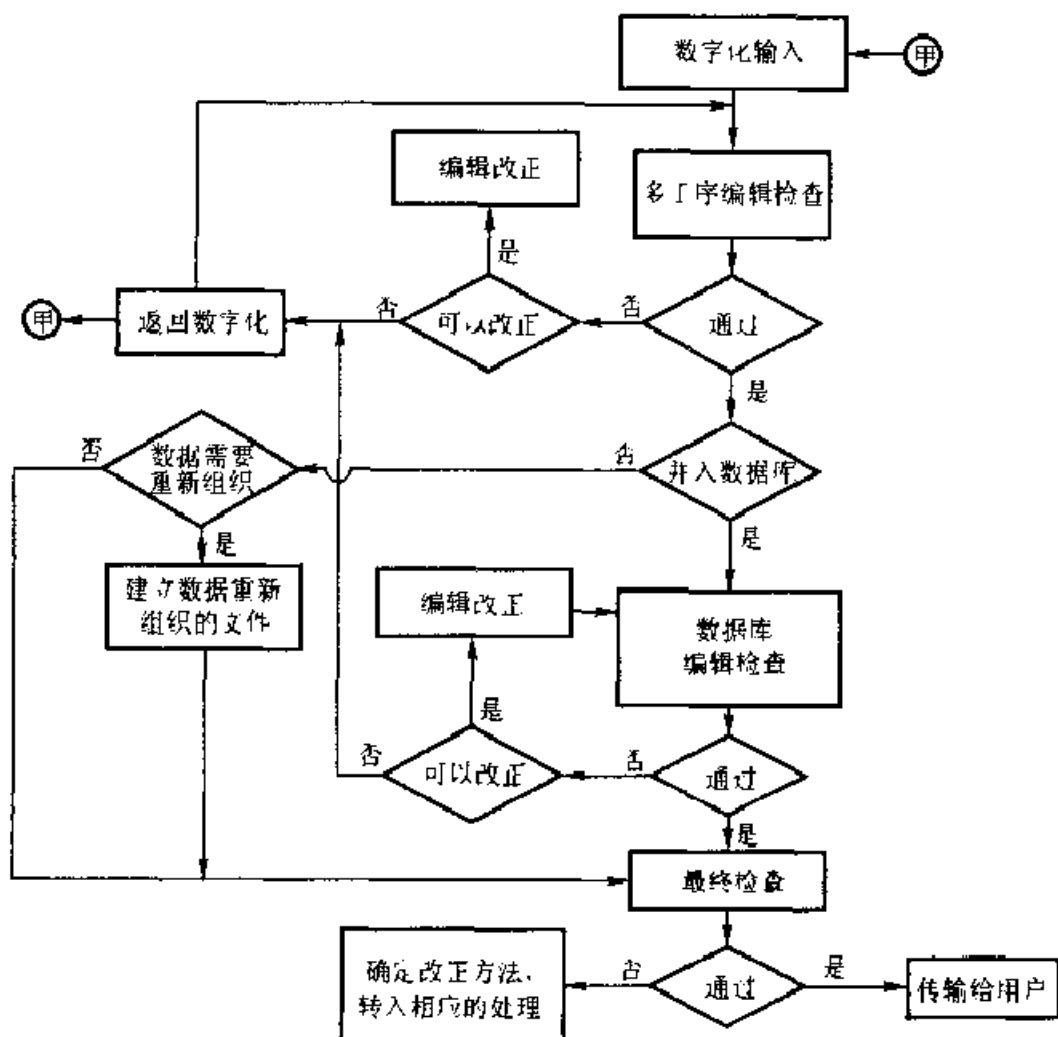 数字化输入
甲
编辑改正
多工序编辑检查
是
甲
返回数字化
否
可以改正
否
通过
是
否
数据需要
重新组织
否
并入数据库
是
是
建立数据重新
组织的文件
编辑改正
数据库
编辑检查
是
否
可以改正
否
通过
是
最终检查
确定改正方法,
转入相应的处理
否
通过
是
传输给用户